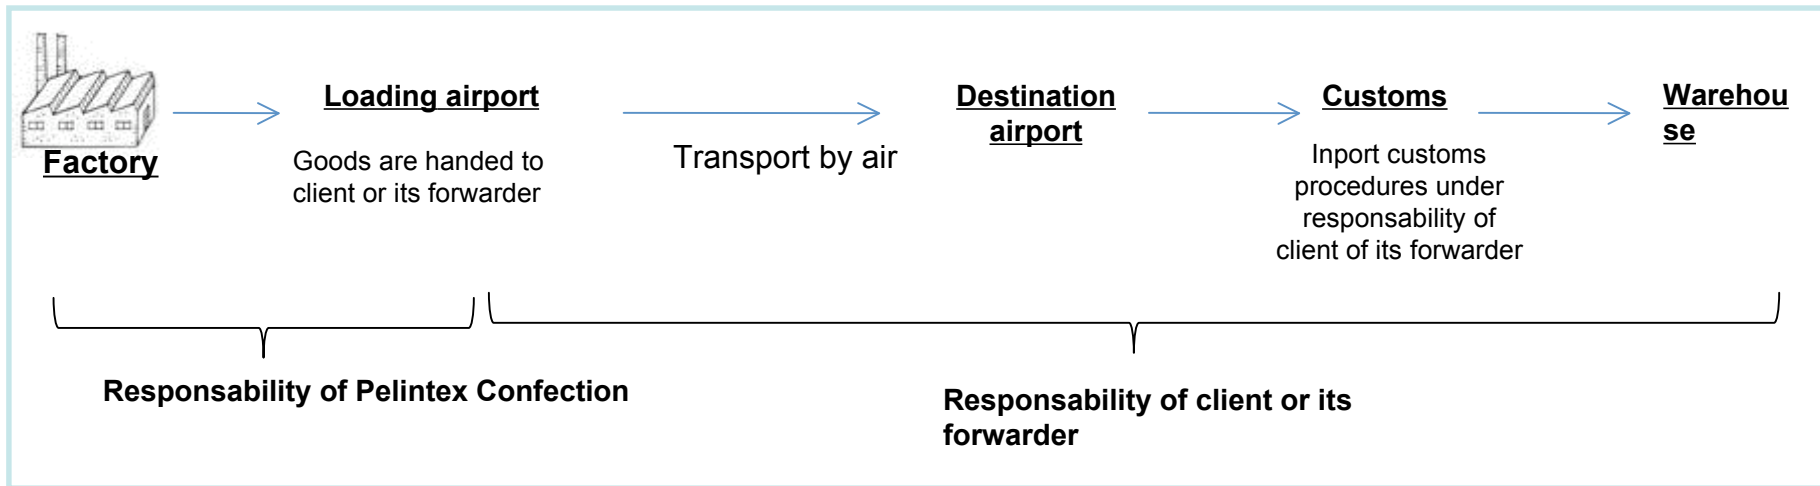 Factory
Loading airport
Goods are handed to
client or its forwarder
Transport by air
Destination
airport
Customs
Inport customs
procedures under
responsability of
client of its forwarder
Warehou
se
Responsability of Pelintex Confection
Responsability of client or its
forwarder